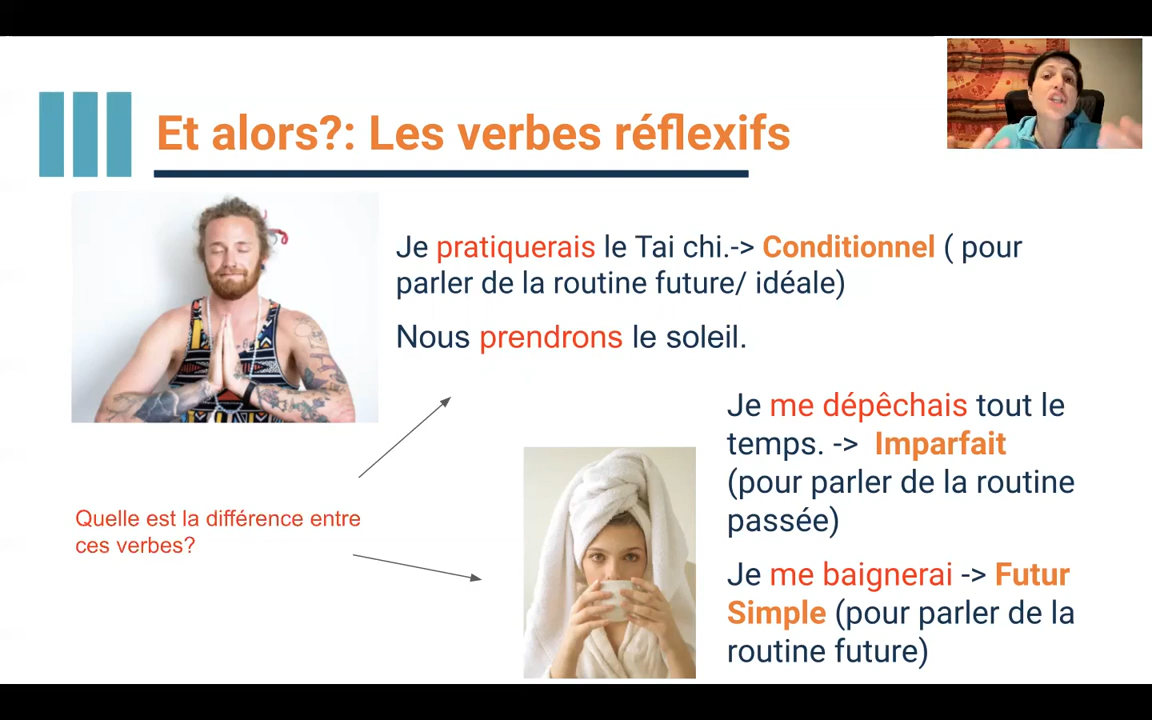 Et alors?: Les verbes réflexifs
Je pratiquerais le Tai chi.-> Conditionnel ( pour
parler de la routine future/ idéale)
Nous prendrons le soleil.
Je me dépêchais tout le
temps. -> Imparfait
(pour parler de la routine
passée)
Quelle est la différence entre
ces verbes?
Je me baignerai -> Futur
Simple (pour parler de la
routine future)